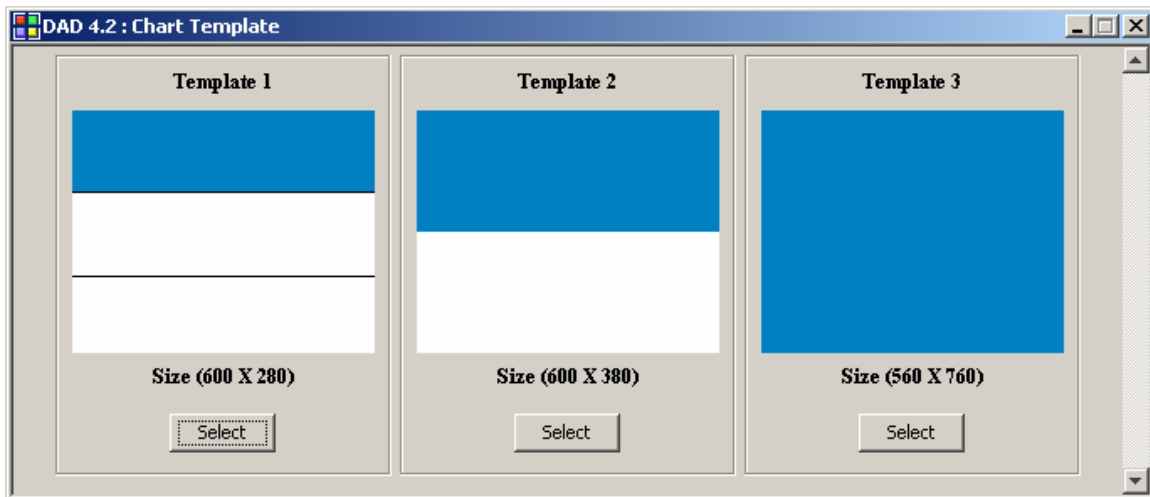 DAD 4.2 : Chart Template
Template 1
Template 2
Template 3
Size (600 X 280)
Size (600 X 380)
Size (560 X 760)
Select
Select
Select